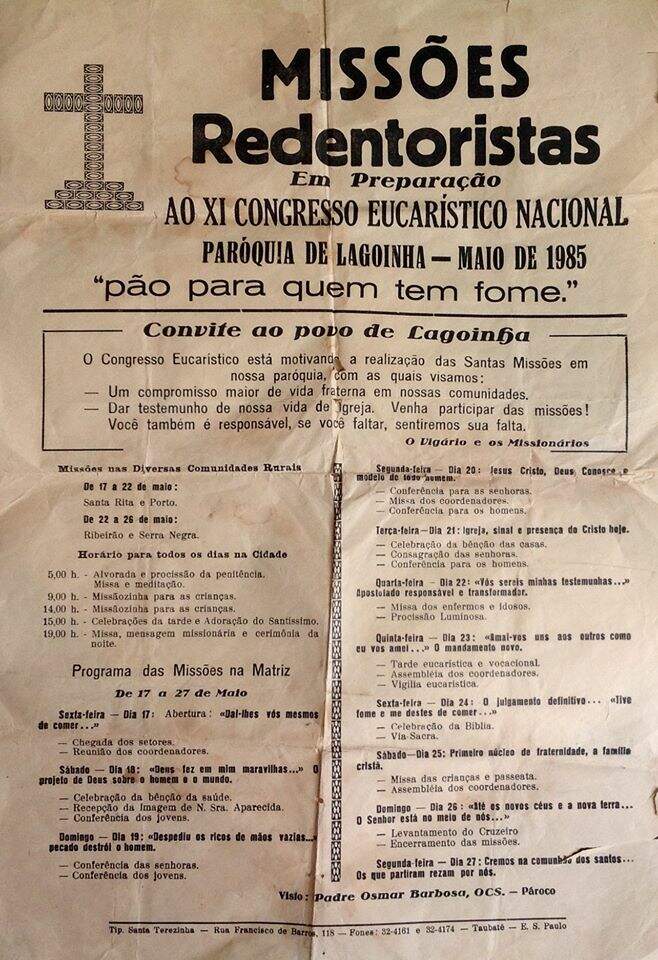 MISSÕES
Redentoristas
Em Preparação
AO XI CONGRESSO EUCARÍSTICO NACIONAL
PARÓQUIA DE LAGOINHA — MAIO DE 1985
“pão para quem tem fome.”
Convite ao povo de Lagoinha
O Congresso Eucarístico está motivando a realização das Santas Missões em
nossa paróquia, com as quais visamos:
— Um compromisso maior de vida fraterna em nossas comunidades.
— Dar testemunho de nossa vida de Igreja. Venha participar das missões!
Você também é responsável, se você faltar, sentiremos sua falta.
O Vigário e os Missionários
Missões nas Diversas Comunidades Rurais
De 17 a 22 de maio:
Santa Rita e Porto.
De 22 a 26 de maio:
Ribeirão e Serra Negra.
Horário para todos os dias na Cidade
5,00 h. - Alvorada e procissão da penitência.
Missa e meditação.
9,00 h. - Missãozinha para as crianças.
14,00 h. - Missãozinha para as crianças.
15,00 h. - Celebrações da tarde e Adoração do Santíssimo.
19,00 h. - Missa, mensagem missionária e cerimônia da
noite.
Programa das Missões na Matriz
De 17 a 27 de Maio
Sexta-feira — Dia 17: Abertura: «Dai-lhes vós mesmos
de comer...»
— Chegada dos setores.
— Reunião dos coordenadores.
Sábado — Dia 18: «Deus fez em mim maravilhas...» O
projeto de Deus sobre o homem e o mundo.
— Celebração da bênção da saúde.
— Recepção da Imagem de N. Sra. Aparecida.
— Conferência dos jovens.
Domingo — Dia 19: «Despediu os ricos de mãos vazias...»
pecado destrói o homem.
— Conferência das senhoras.
— Conferência dos jovens.
Segunda-feira — Dia 20: Jesus Cristo, Deus Conosco e
modelo de todo homem.
— Conferência para as senhoras.
— Missa dos coordenadores.
— Conferência para os homens.
Terça-feira — Dia 21: Igreja, sinal e presença do Cristo hoje.
— Celebração da bênção das casas.
— Consagração das senhoras.
— Conferência para os homens.
Quarta-feira - Dia 22: «Vós sereis minhas testemunhas...»
Apostolado responsável e transformador.
— Missa dos enfermos e idosos.
— Procissão Luminosa.
Quinta-feira - Dia 23: «Amai-vos uns aos outros como
eu vos amei...» O mandamento novo.
— Tarde eucarística e vocacional.
— Assembléia dos coordenadores.
— Vigília eucarística.
Sexta-feira - Dia 24: O julgamento definitivo... «Tive
fome e me destes de comer...»
— Celebração da Bíblia.
— Via-Sacra.
Sábado — Dia 25: Primeiro núcleo de fraternidade, a família
cristã.
— Missa das crianças e passeata.
— Assembléia dos coordenadores.
Domingo — Dia 26: «Até os novos céus e a nova terra...
O Senhor está no meio de nós...»
— Levantamento do Cruzeiro
— Encerramento das missões.
Segunda-feira — Dia 27: Cremos na comunhão dos santos...
Os que partiram rezam por nós.
Visto: Padre Osmar Barbosa, OCS. — Pároco
Tip. Santa Terezinha — Rua Francisco de Barros, 118 — Fones: 32-4161 e 32-4174 — Taubaté — E. S. Paulo